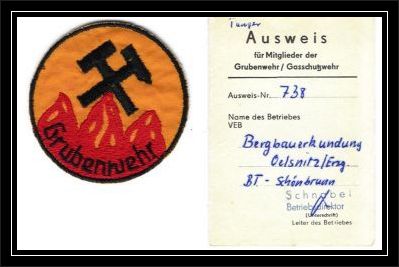 Grubenwehr
Tanger
Ausweis
für Mitglieder der
Grubenwehr / Gasschutzwehr
Ausweis-Nr. 738
Name des Betriebes
VEB
Bergbauerkundung
Oelsnitz/Erzg.
BT - Schönbrunn
Schnabel
Betriebsdirektor
(Unterschrift)
Leiter des Betriebes